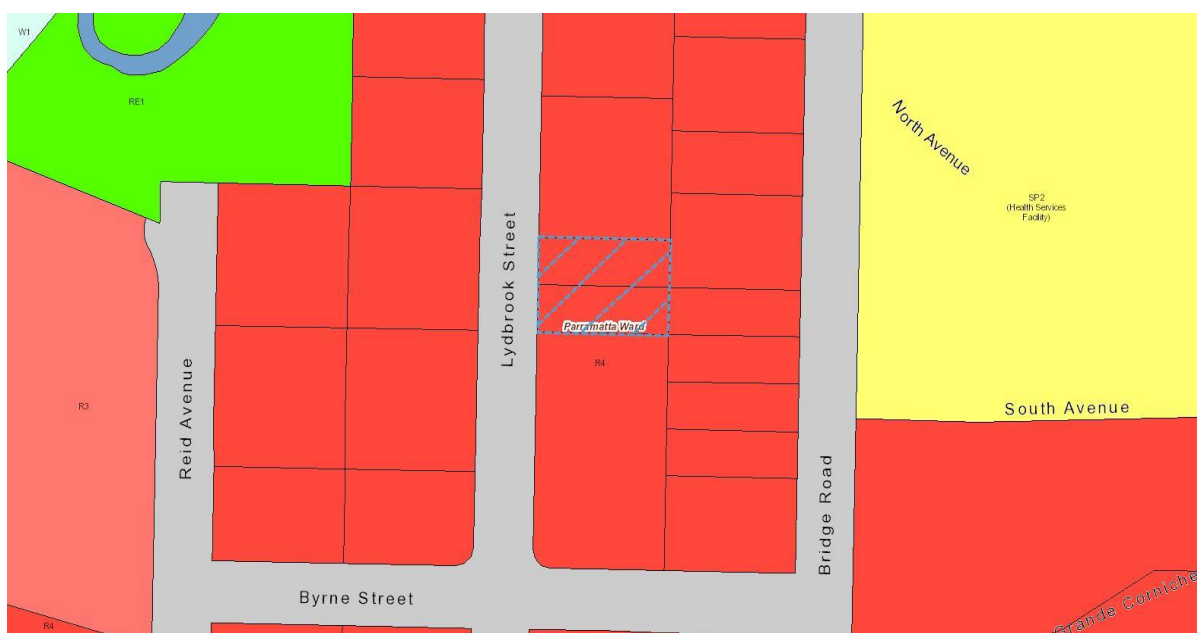 W1
RE1
North Avenue
SP2
(Health Services
Facility)
Lydbrook Street
Parramatta Ward
R4
R3
Reid Avenue
South Avenue
Bridge Road
Byrne Street
Grande Corniche
R4